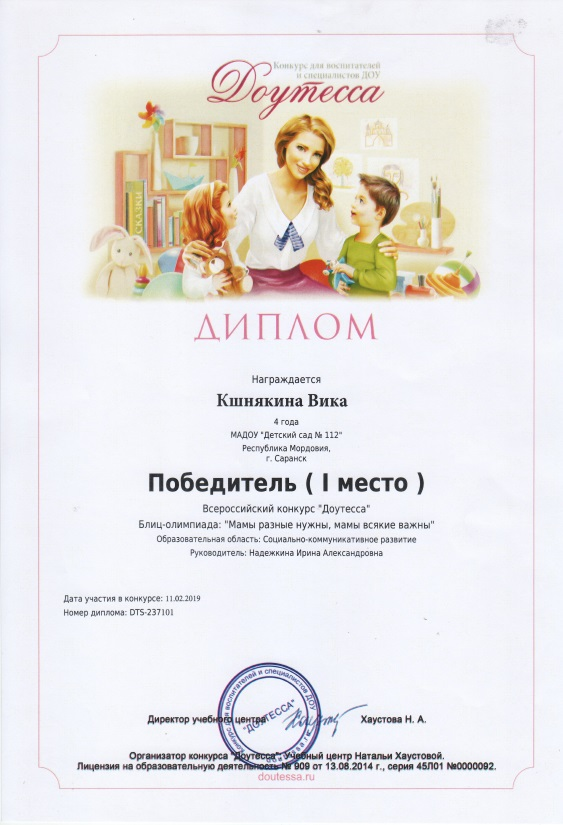 Конкурс для воспитателей
и специалистов ДОУ
Доутесса
СКАЗКИ
ДИПЛОМ
Награждается
Кшнякина Вика
4 года
МАДОУ "Детский сад № 112"
Республика Мордовия,
г. Саранск
Победитель ( I место )
Всероссийский конкурс "Доутесса"
Блиц-олимпиада: "Мамы разные нужны, мамы всякие важны"
Образовательная область: Социально-коммуникативное развитие
Руководитель: Надежкина Ирина Александровна
Дата участия в конкурсе: 11.02.2019
Номер диплома: DTS-237101
Конкурс для воспитателей и специалистов ДОУ
"ДОУТЕССА"
doutessa.ru
Директор учебного центра Хаустова Н. А.
Организатор конкурса "Доутесса": Учебный центр Натальи Хаустовой.
Лицензия на образовательную деятельность № 909 от 13.08.2014 г., серия 45Л01 №0000092.
doutessa.ru